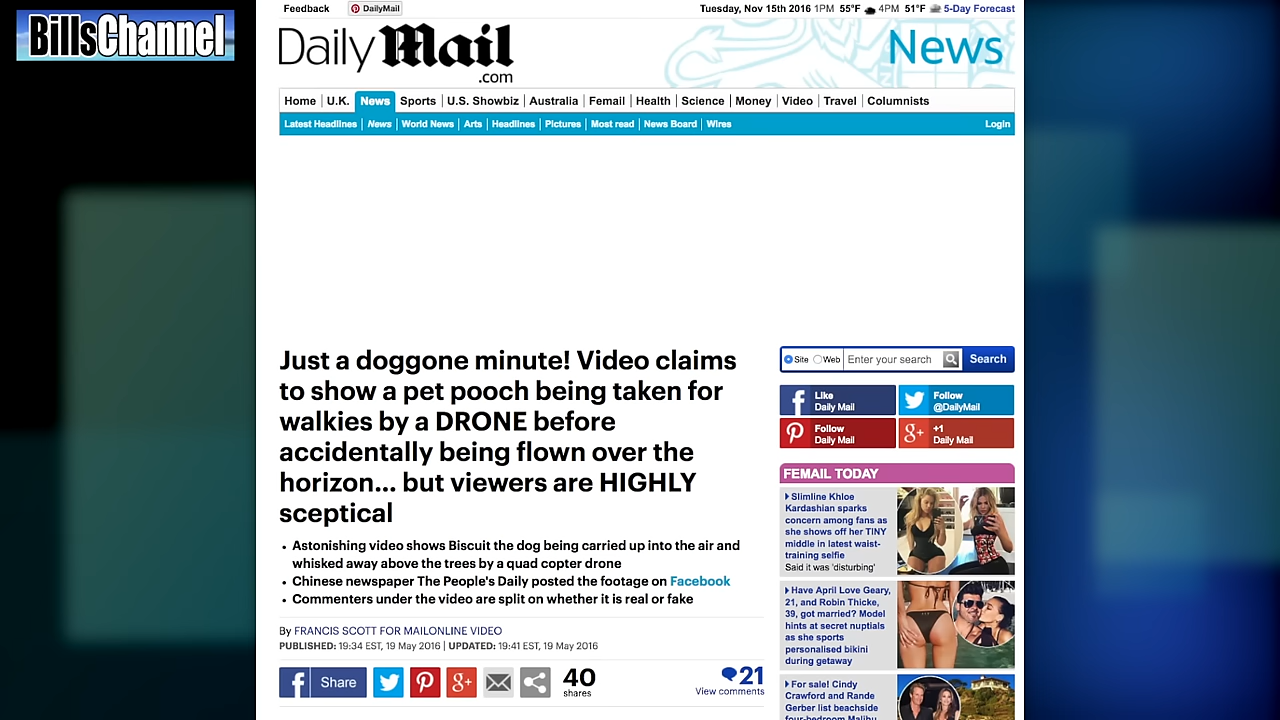 BillsChannel
Feedback
DailyMail
Tuesday, Nov 15th 2016 1PM 55°F 4PM 51°F 5-Day Forecast
Daily Mail
.com
News
Home U.K. News Sports U.S. Showbiz Australia Femail Health Science Money Video Travel Columnists
Latest Headlines News World News Arts Headlines Pictures Most read News Board Wires Login
Just a doggone minute! Video claims
to show a pet pooch being taken for
walkies by a DRONE before
accidentally being flown over the
horizon... but viewers are HIGHLY
sceptical
• Astonishing video shows Biscuit the dog being carried up into the air and
whisked away above the trees by a quad copter drone
• Chinese newspaper The People's Daily posted the footage on Facebook
• Commenters under the video are split on whether it is real or fake
By FRANCIS SCOTT FOR MAILONLINE VIDEO
PUBLISHED: 19:34 EST, 19 May 2016 | UPDATED: 19:41 EST, 19 May 2016
Share
40
shares
21
View comments
Site Web Enter your search Search
Like
Daily Mail
Follow
@DailyMail
Follow
Daily Mail
+1
Daily Mail
FEMAIL TODAY
Slimline Khloe
Kardashian sparks
concern among fans as
she shows off her TINY
middle in latest waist-
training selfie
Said it was 'disturbing'
Have April Love Geary,
21, and Robin Thicke,
39, got married? Model
hints at secret nuptials
as she sports
personalised bikini
during getaway
For sale! Cindy
Crawford and Rande
Gerber list beachside
four-bedroom Malibu